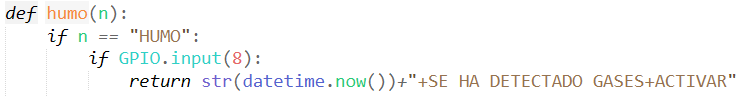 def humo(n):
    if n == "HUMO":
        if GPIO.input(8):
            return str(datetime.now())+"+SE HA DETECTADO GASES+ACTIVAR"